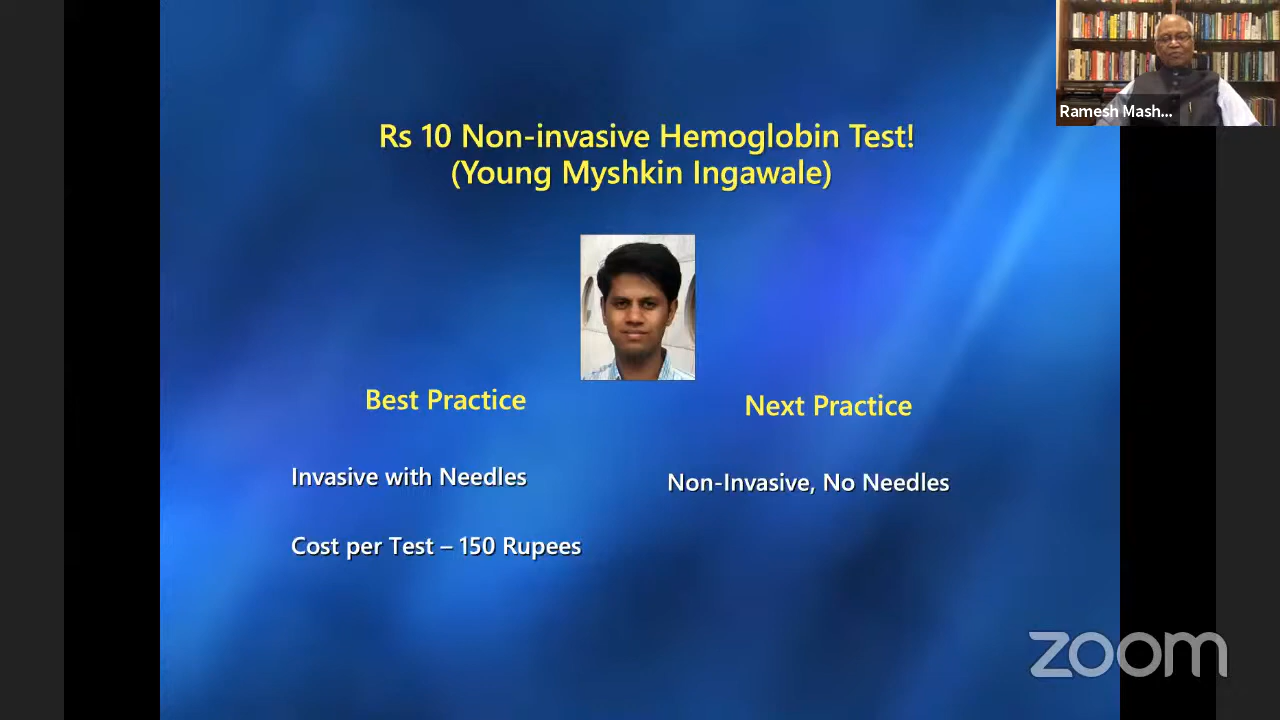 Ramesh Mash...
Rs 10 Non-invasive Hemoglobin Test!
(Young Myshkin Ingawale)
Best Practice
Next Practice
Invasive with Needles
Non-Invasive, No Needles
Cost per Test – 150 Rupees
zoom